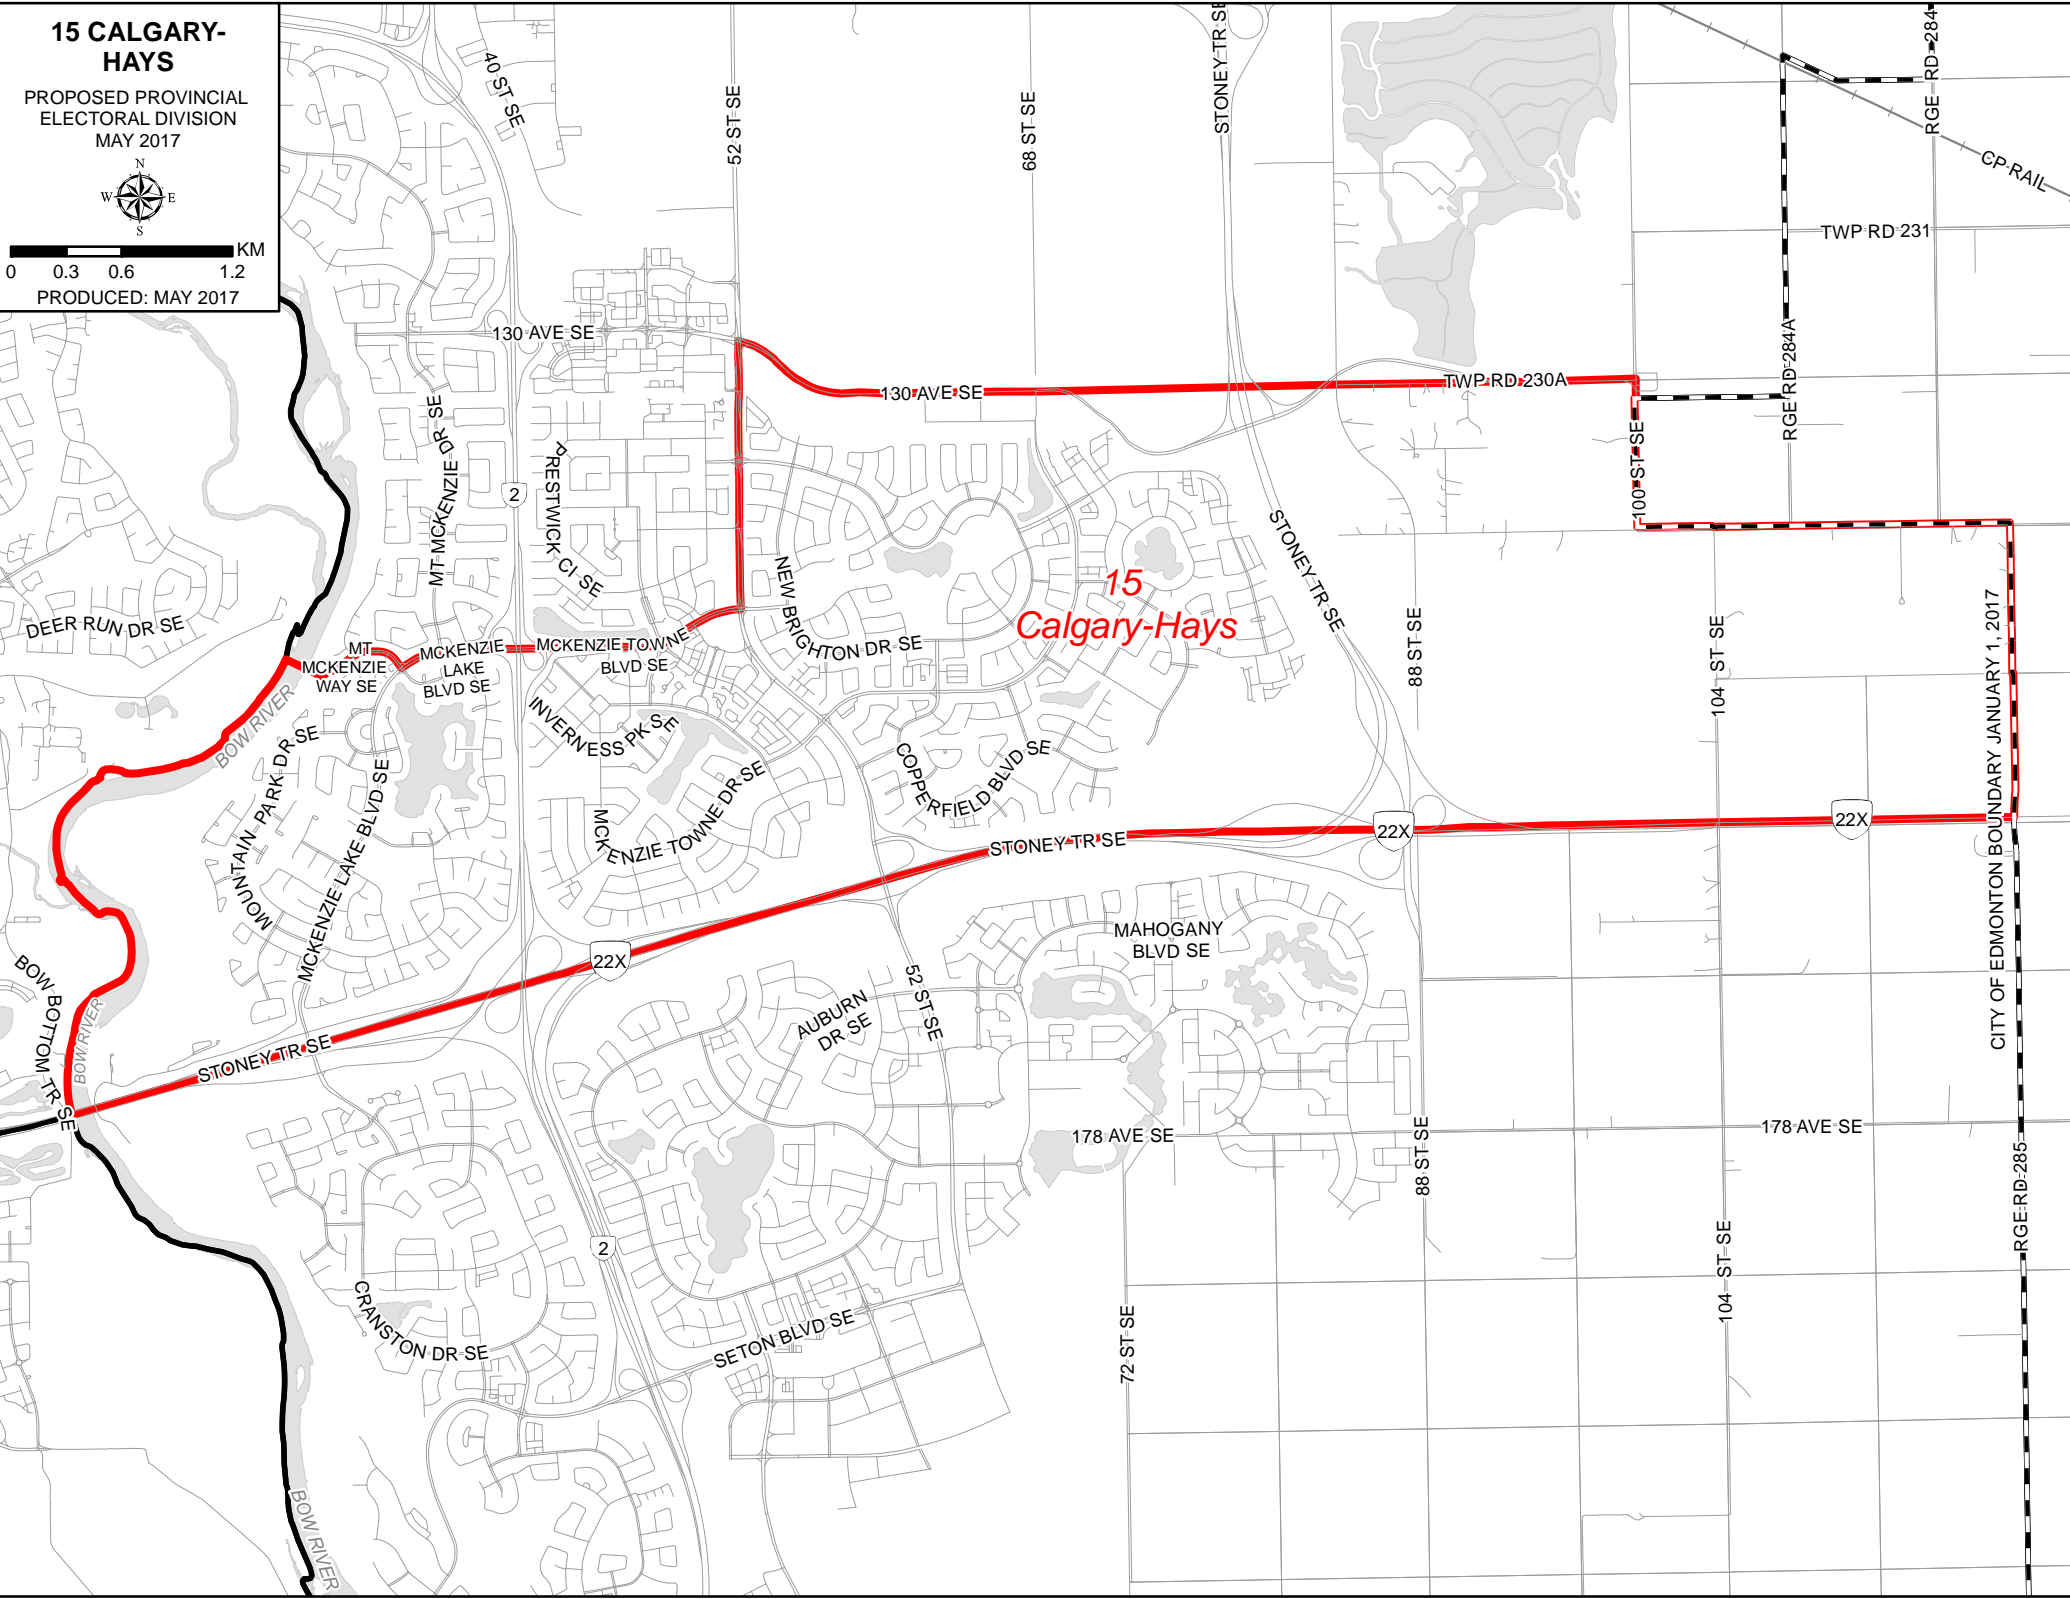 15 CALGARY-
HAYS
PROPOSED PROVINCIAL
ELECTORAL DIVISION
MAY 2017
N
W E
S
KM
0 0.3 0.6 1.2
PRODUCED: MAY 2017
40 ST SE
52 ST SE
68 ST SE
STONEY TR SE
RGE RD 284
CP RAIL
TWP RD 231
RGE RD 284A
130 AVE SE
130 AVE SE
TWP RD 230A
100 ST SE
MT MCKENZIE DR SE
2
PRESTWICK CI SE
NEW BRIGHTON DR SE
15
Calgary-Hays
STONEY TR SE
88 ST SE
104 ST SE
CITY OF EDMONTON BOUNDARY JANUARY 1, 2017
DEER RUN DR SE
MT
MCKENZIE
WAY SE
MCKENZIE
LAKE
BLVD SE
MCKENZIE TOWNE
BLVD SE
INVERNESS PK SE
BOW RIVER
MOUNTAIN PARK DR SE
MCKENZIE LAKE BLVD SE
MCKENZIE TOWNE DR SE
COPPERFIELD BLVD SE
STONEY TR SE
22X
22X
22X
MAHOGANY
BLVD SE
BOW BOTTOM TR SE
BOW RIVER
STONEY TR SE
AUBURN
DR SE
52 ST SE
178 AVE SE
178 AVE SE
88 ST SE
RGE RD 285
104 ST SE
72 ST SE
2
CRANSTON DR SE
SETON BLVD SE
BOW RIVER